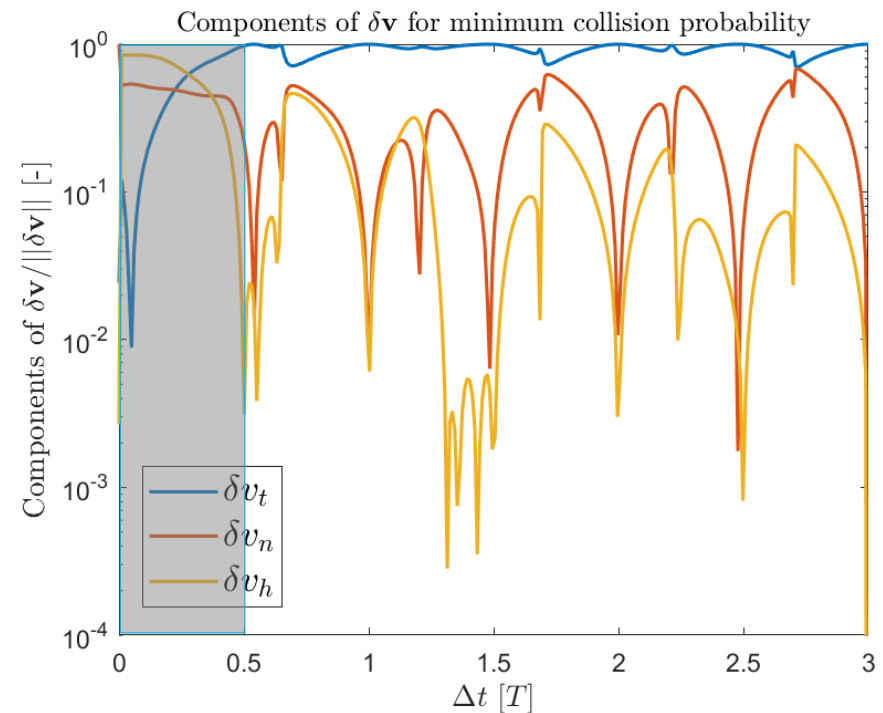 Components of δv for minimum collision probability
Components of δv/||δv|| [-]
10^0
10^-1
10^-2
10^-3
10^-4
δv_t
δv_n
δv_h
0 0.5 1 1.5 2 2.5 3
Δt [T]